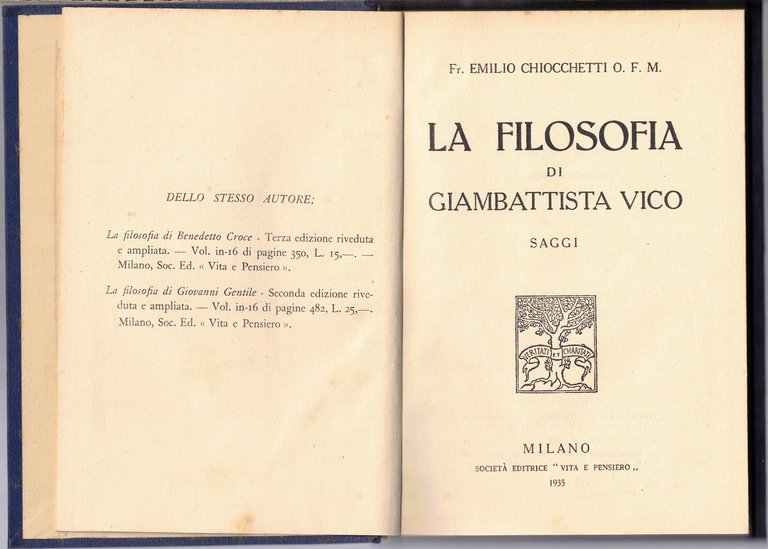 DELLO STESSO AUTORE:
La filosofia di Benedetto Croce - Terza edizione riveduta
e ampliata. — Vol. in-16 di pagine 350, L. 15,—. —
Milano, Soc. Ed. « Vita e Pensiero ».
La filosofia di Giovanni Gentile - Seconda edizione rive-
duta e ampliata. — Vol. in-16 di pagine 482, L. 25,—.
Milano, Soc. Ed. « Vita e Pensiero ».
Fr. EMILIO CHIOCCHETTI O. F. M.
LA FILOSOFIA
DI
GIAMBATTISTA VICO
SAGGI
VERITATI ET CHARITATI
MILANO
SOCIETÀ EDITRICE "VITA E PENSIERO„
1935